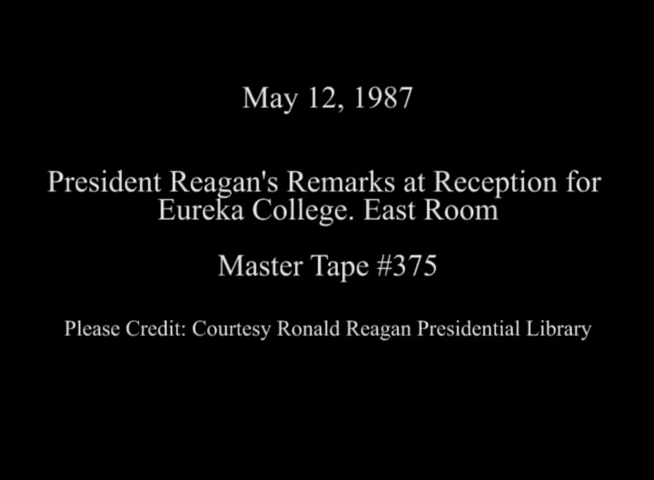 May 12, 1987
President Reagan's Remarks at Reception for
Eureka College. East Room
Master Tape #375
Please Credit: Courtesy Ronald Reagan Presidential Library